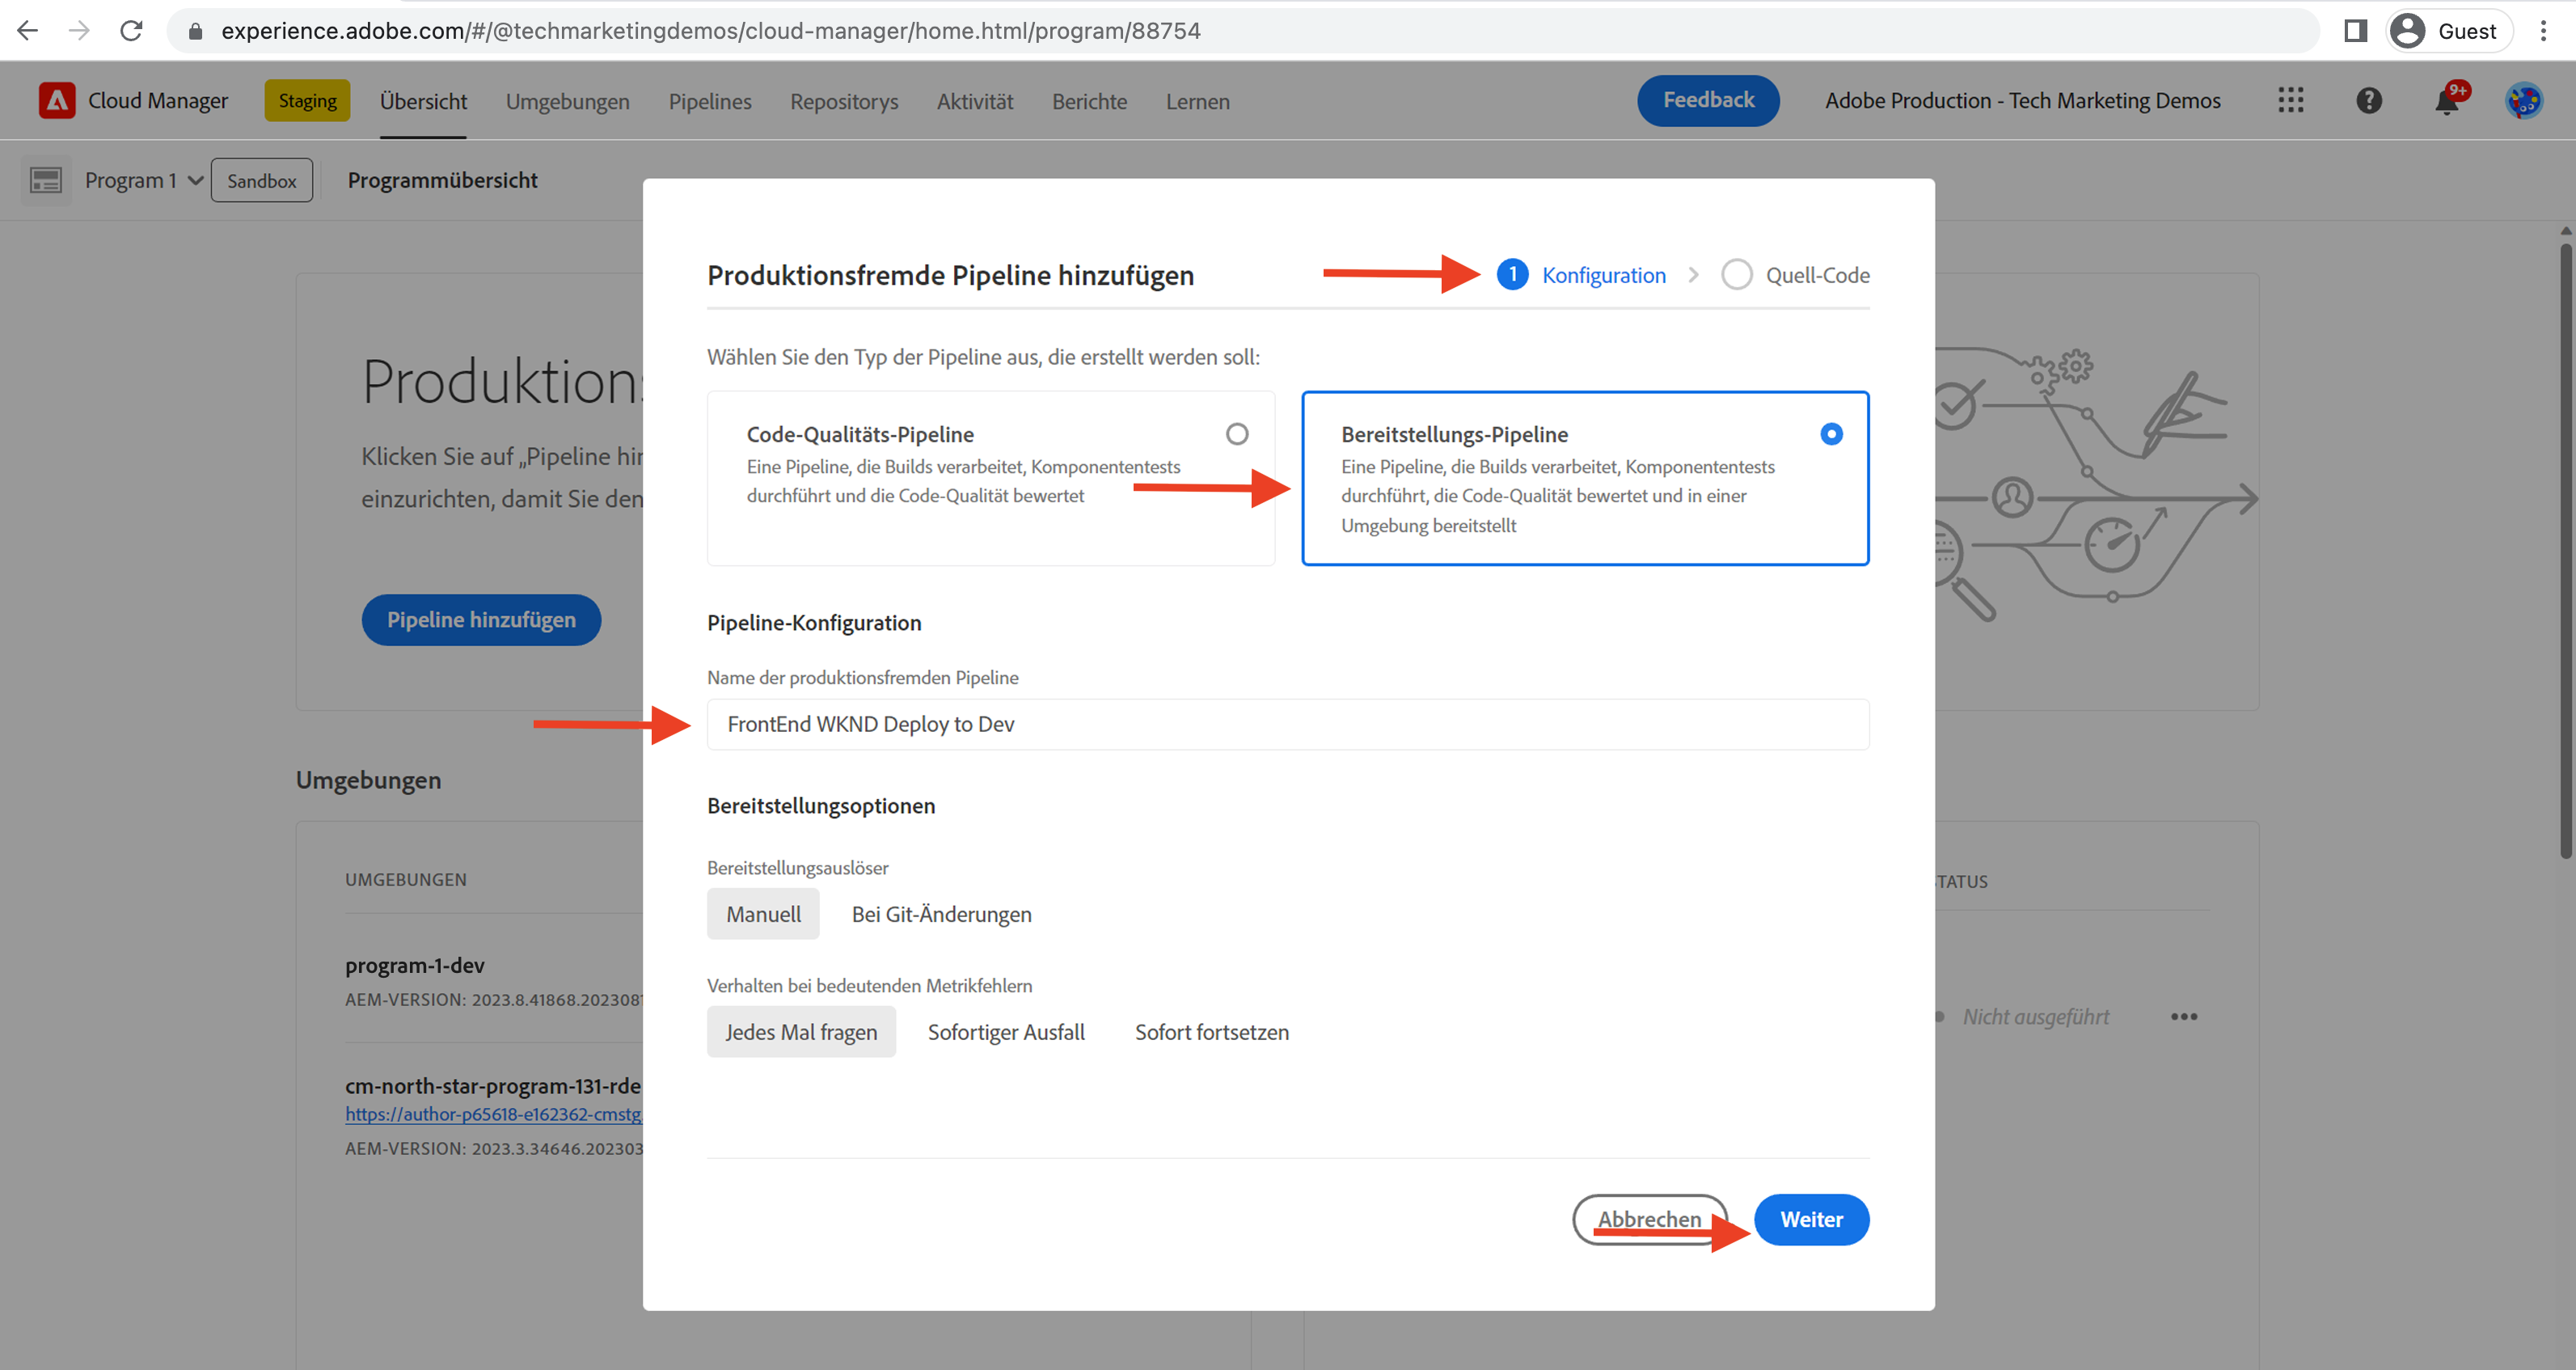 experience.adobe.com/#/@techmarketingdemos/cloud-manager/home.html/program/88754
Guest
Cloud Manager
Staging
Übersicht
Umgebungen
Pipelines
Repositorys
Aktivität
Berichte
Lernen
Feedback
Adobe Production - Tech Marketing Demos
9+
Program 1
Sandbox
Programmübersicht
Produktions
Klicken Sie auf „Pipeline hin
einzurichten, damit Sie den
Pipeline hinzufügen
Umgebungen
UMGEBUNGEN
program-1-dev
AEM-VERSION: 2023.8.41868.2023081
cm-north-star-program-131-rde
https://author-p65618-e162362-cmstg
AEM-VERSION: 2023.3.34646.202303
Produktionsfremde Pipeline hinzufügen
1 Konfiguration
Quell-Code
Wählen Sie den Typ der Pipeline aus, die erstellt werden soll:
Code-Qualitäts-Pipeline
Eine Pipeline, die Builds verarbeitet, Komponententests
durchführt und die Code-Qualität bewertet
Bereitstellungs-Pipeline
Eine Pipeline, die Builds verarbeitet, Komponententests
durchführt, die Code-Qualität bewertet und in einer
Umgebung bereitstellt
Pipeline-Konfiguration
Name der produktionsfremden Pipeline
FrontEnd WKND Deploy to Dev
Bereitstellungsoptionen
Bereitstellungsauslöser
Manuell
Bei Git-Änderungen
Verhalten bei bedeutenden Metrikfehlern
Jedes Mal fragen
Sofortiger Ausfall
Sofort fortsetzen
Abbrechen
Weiter
TATUS
Nicht ausgeführt